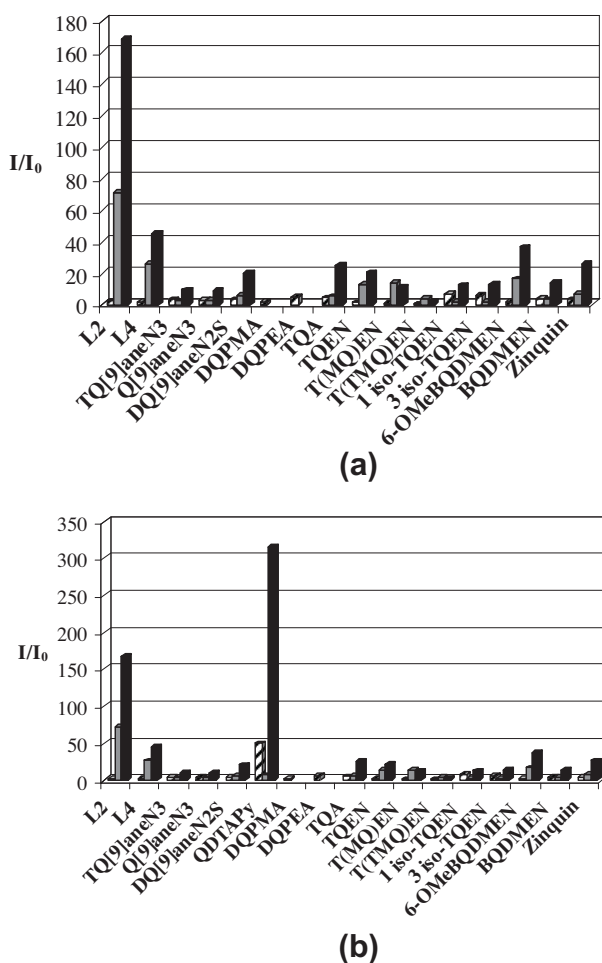 180
160
140
120
100
80
60
40
20
0
I/I₀
L2
L4
TQ[9]aneN3
Q[9]aneN3
DQ[9]aneN2S
DQPMA
DQPEA
TQA
TQEN
T(MQ)EN
T(TMQ)EN
1 iso-TQEN
3 iso-TQEN
6-OMeBQDMEN
BQDMEN
Zinquin
(a)
350
300
250
200
150
100
50
0
I/I₀
L2
L4
TQ[9]aneN3
Q[9]aneN3
DQ[9]aneN2S
QDTAPy
DQPMA
DQPEA
TQA
TQEN
T(MQ)EN
T(TMQ)EN
1 iso-TQEN
3 iso- TQEN
6-OMeBQDMEN
BQDMEN
Zinquin
(b)